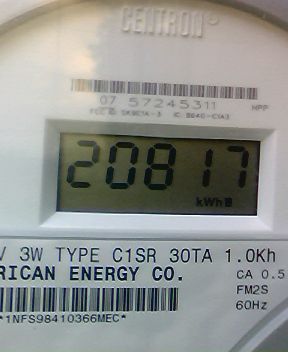 CENTRON®
07 57245311 HPP
20817
kWh
V 3W TYPE C1SR 30TA 1.0Kh
RICAN ENERGY CO. CA 0.5
FM2S
60Hz
*1NFS98410366MEC*